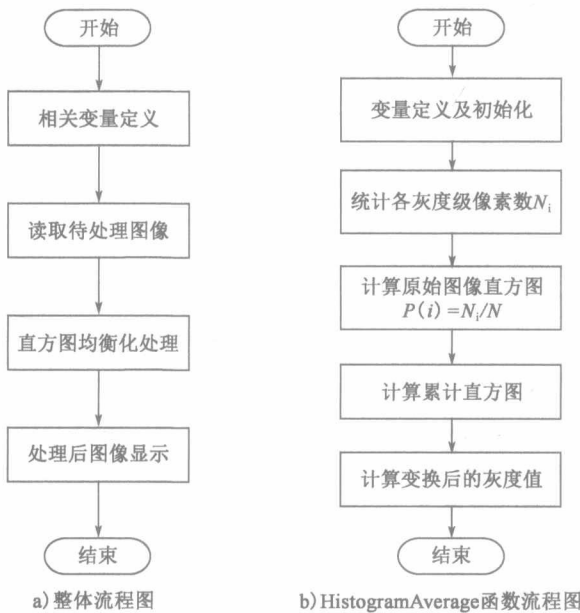 开始
相关变量定义
读取待处理图像
直方图均衡化处理
处理后图像显示
结束
a)整体流程图
开始
变量定义及初始化
统计各灰度级像素数Ni
计算原始图像直方图
P(i)=Ni/N
计算累计直方图
计算变换后的灰度值
结束
b)HistogramAverage函数流程图